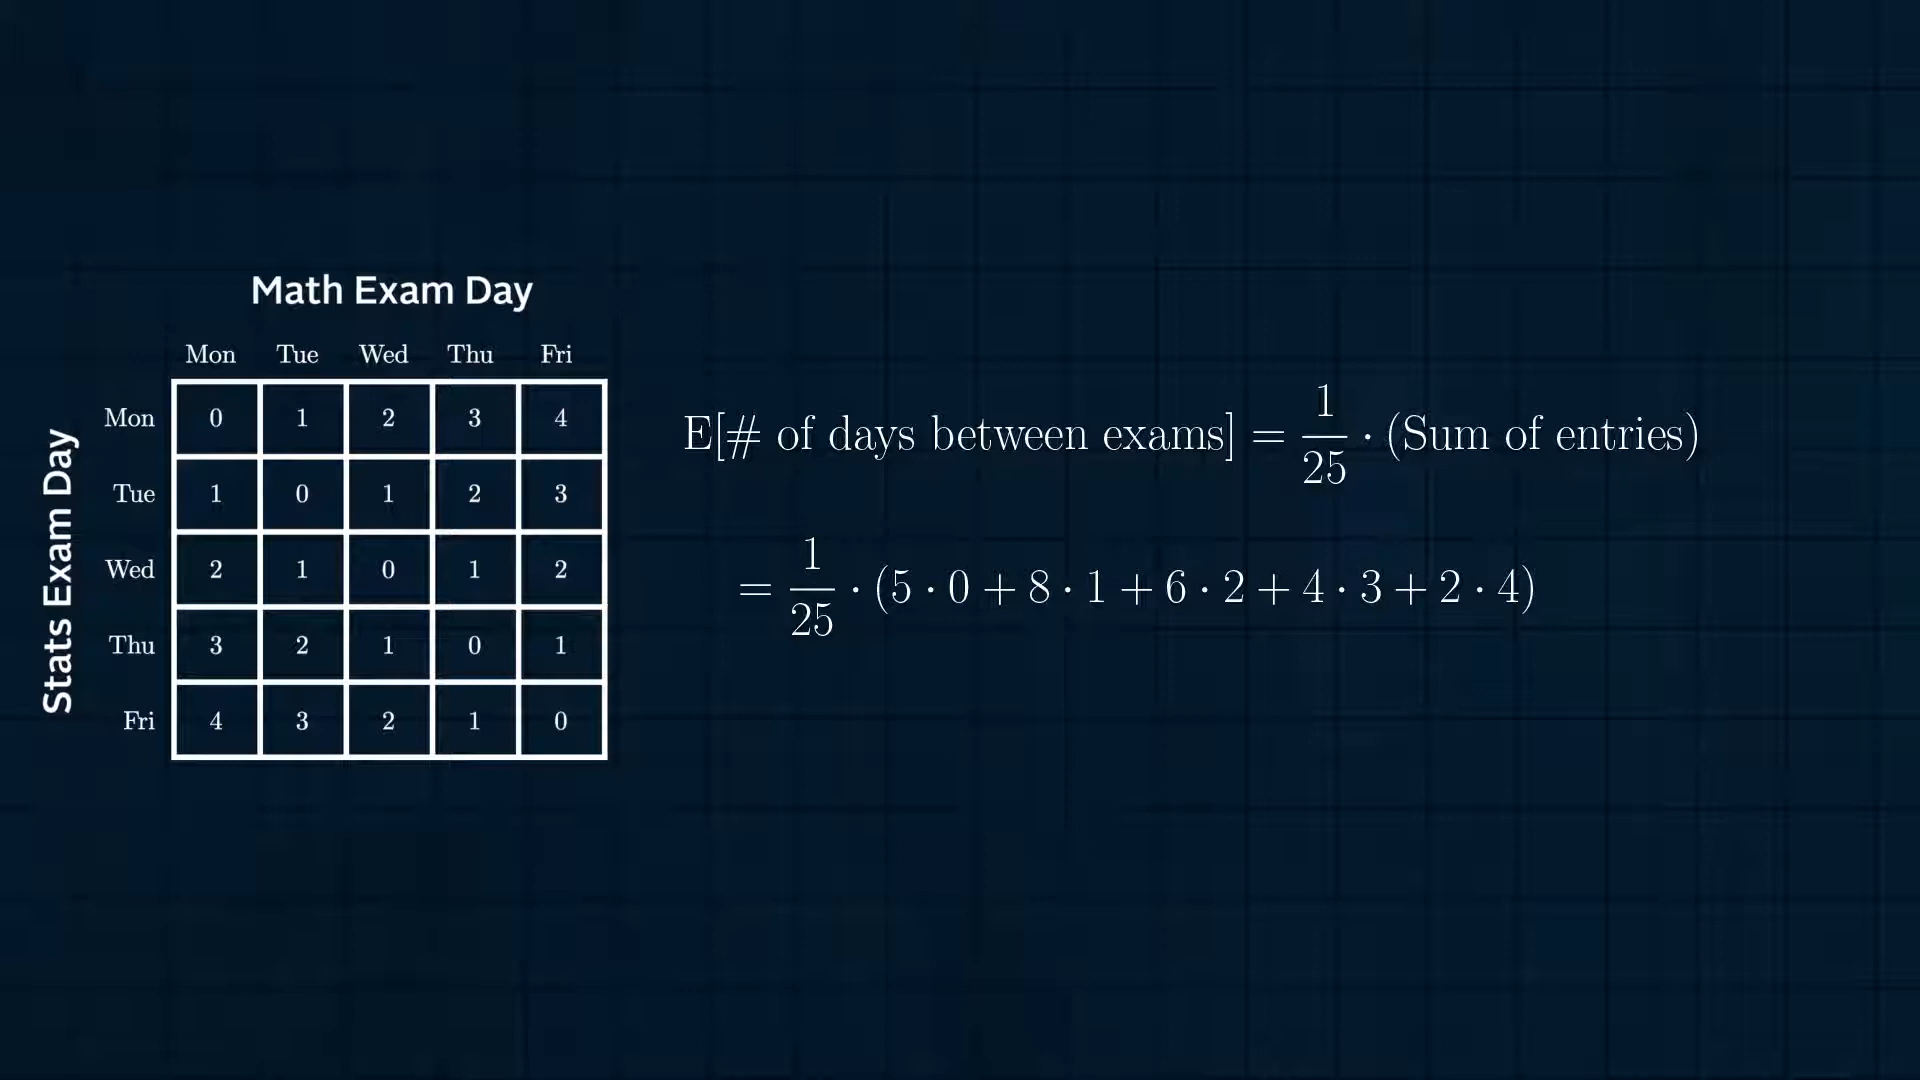 Math Exam Day
Mon Tue Wed Thu Fri
Stats Exam Day
Mon 0 1 2 3 4
Tue 1 0 1 2 3
Wed 2 1 0 1 2
Thu 3 2 1 0 1
Fri 4 3 2 1 0
E[# of days between exams] = 1/25 · (Sum of entries)
= 1/25 · (5 · 0 + 8 · 1 + 6 · 2 + 4 · 3 + 2 · 4)